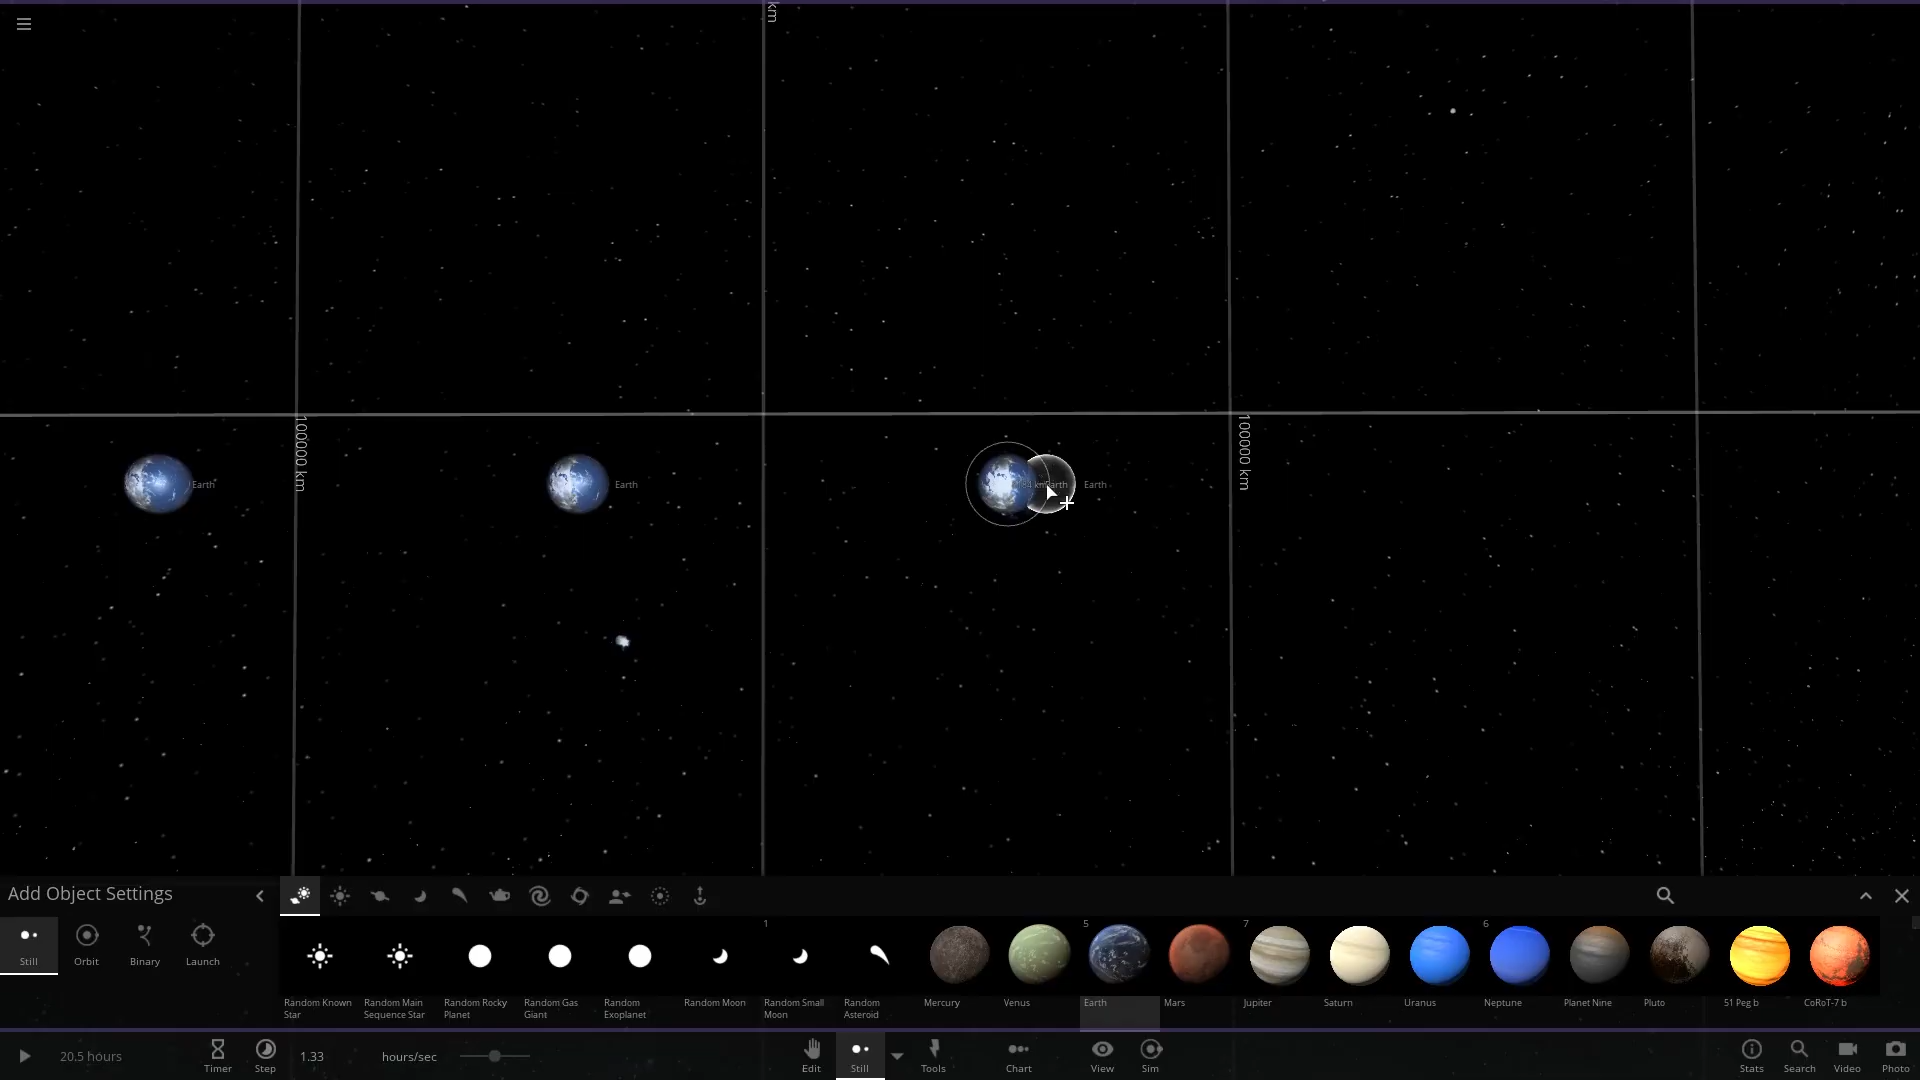 km
100000 km
100000 km
Earth
Earth
Earth
Earth
Add Object Settings
Still
Orbit
Binary
Launch
1
5
7
6
Random Known Star
Random Main Sequence Star
Random Rocky Planet
Random Gas Giant
Random Exoplanet
Random Moon
Random Small Moon
Random Asteroid
Mercury
Venus
Earth
Mars
Jupiter
Saturn
Uranus
Neptune
Planet Nine
Pluto
51 Peg b
CoRoT-7 b
20.5 hours
Timer
Step
1.33
hours/sec
Edit
Still
Tools
Chart
View
Sim
Stats
Search
Video
Photo